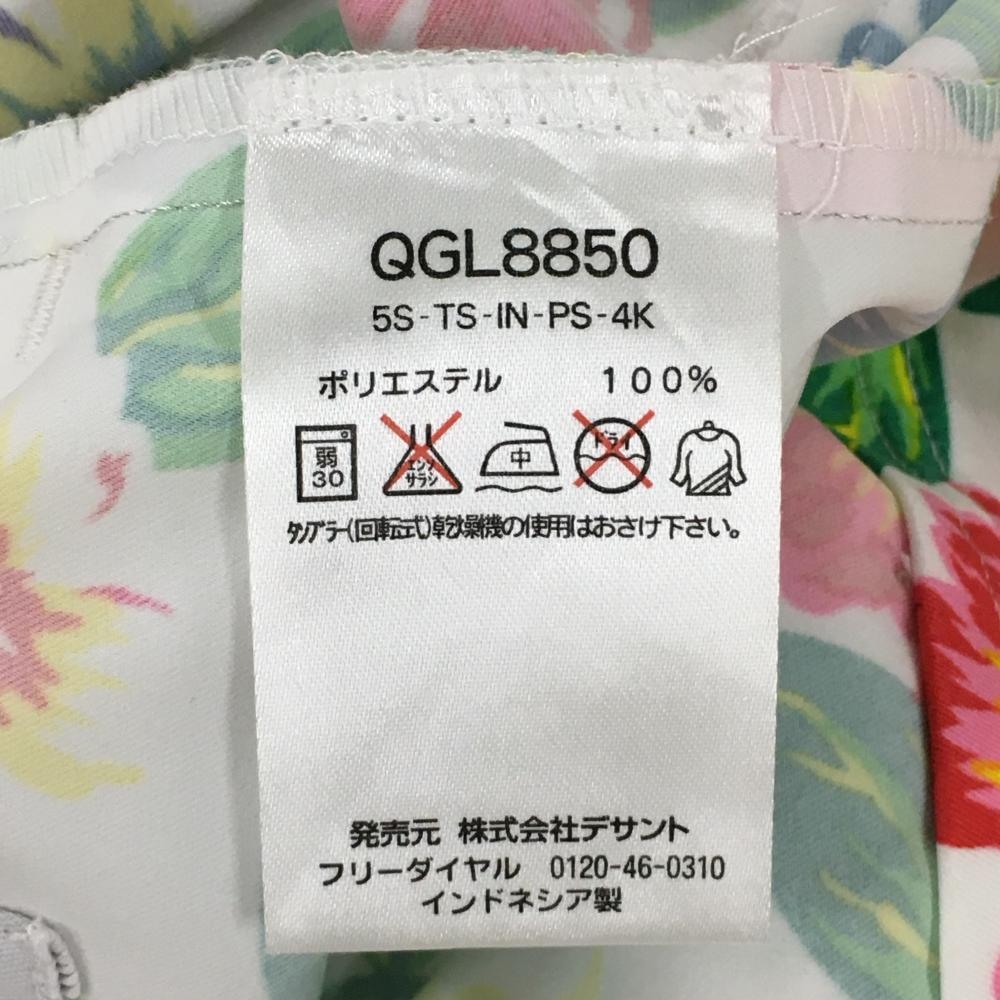 QGL8850
5S-TS-IN-PS-4K
ポリエステル 100%
弱 30
エンソ サラシ
中
ドライ
タンブラー(回転式)乾燥機の使用はおさけ下さい。
発売元 株式会社デサント
フリーダイヤル 0120-46-0310
インドネシア製